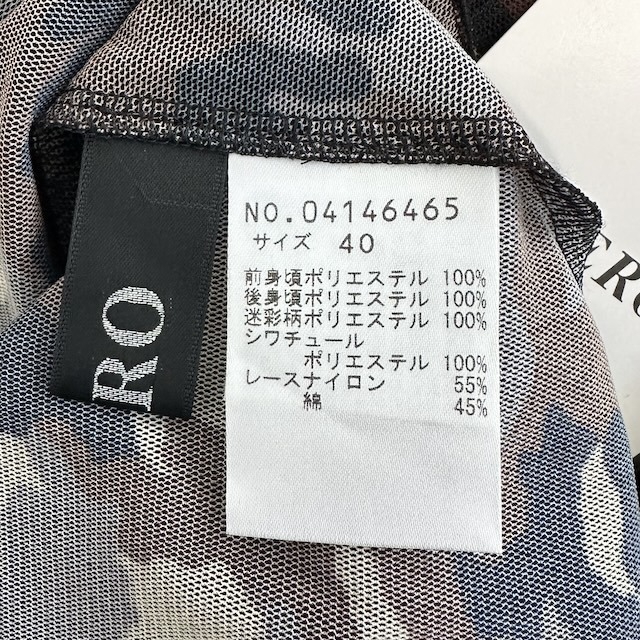 NO.04146465
サイズ 40
前身頃ポリエステル 100%
後身頃ポリエステル 100%
迷彩柄ポリエステル 100%
シワチュール
ポリエステル 100%
レースナイロン 55%
綿 45%
RO